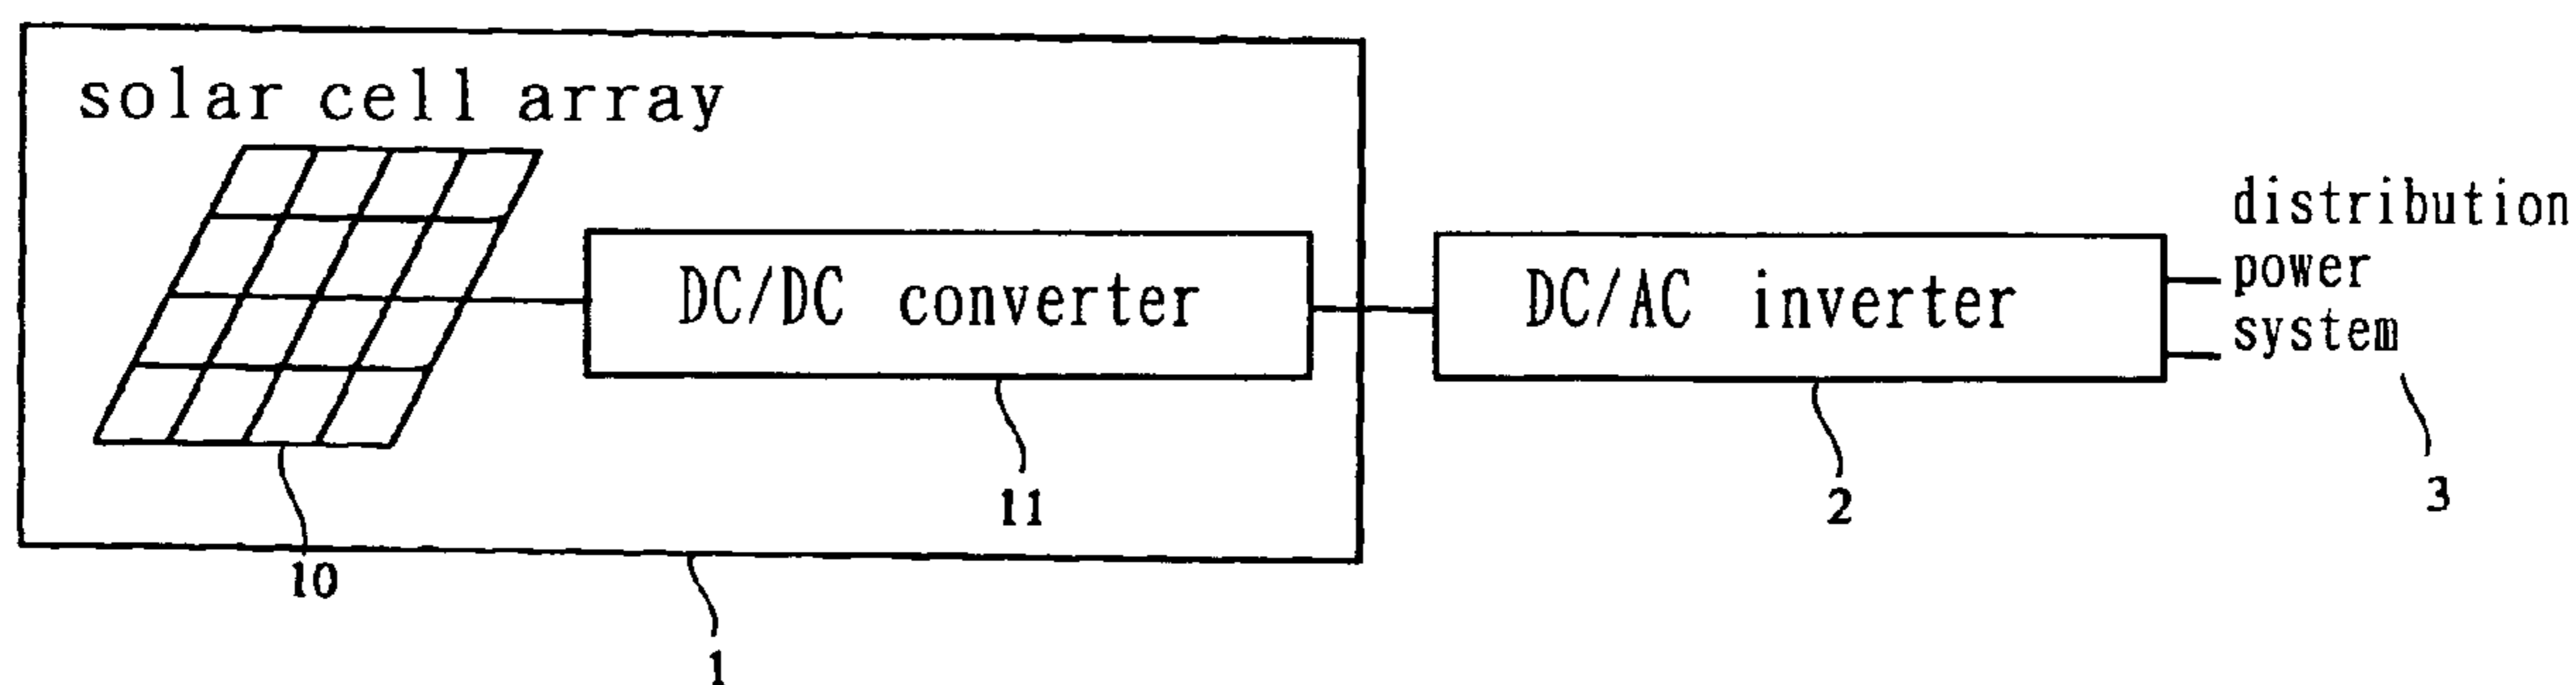 solar cell array
DC/DC converter
DC/AC inverter
distribution
power
system
11
2
3
10
1